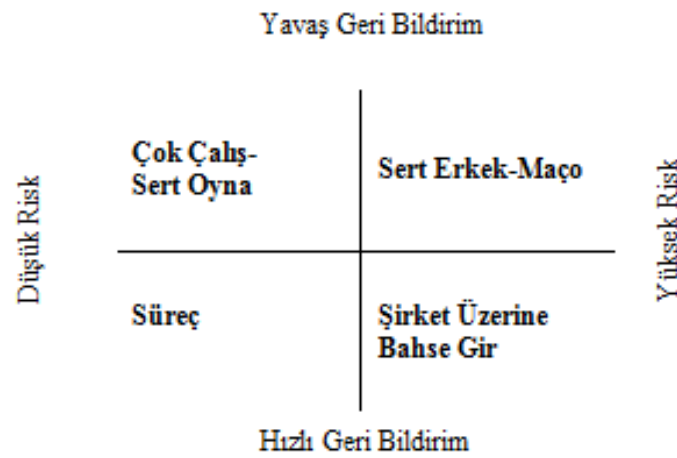 Yavaş Geri Bildirim
Çok Çalış-
Sert Oyna
Sert Erkek-Maço
Düşük Risk
Yüksek Risk
Süreç
Şirket Üzerine
Bahse Gir
Hızlı Geri Bildirim